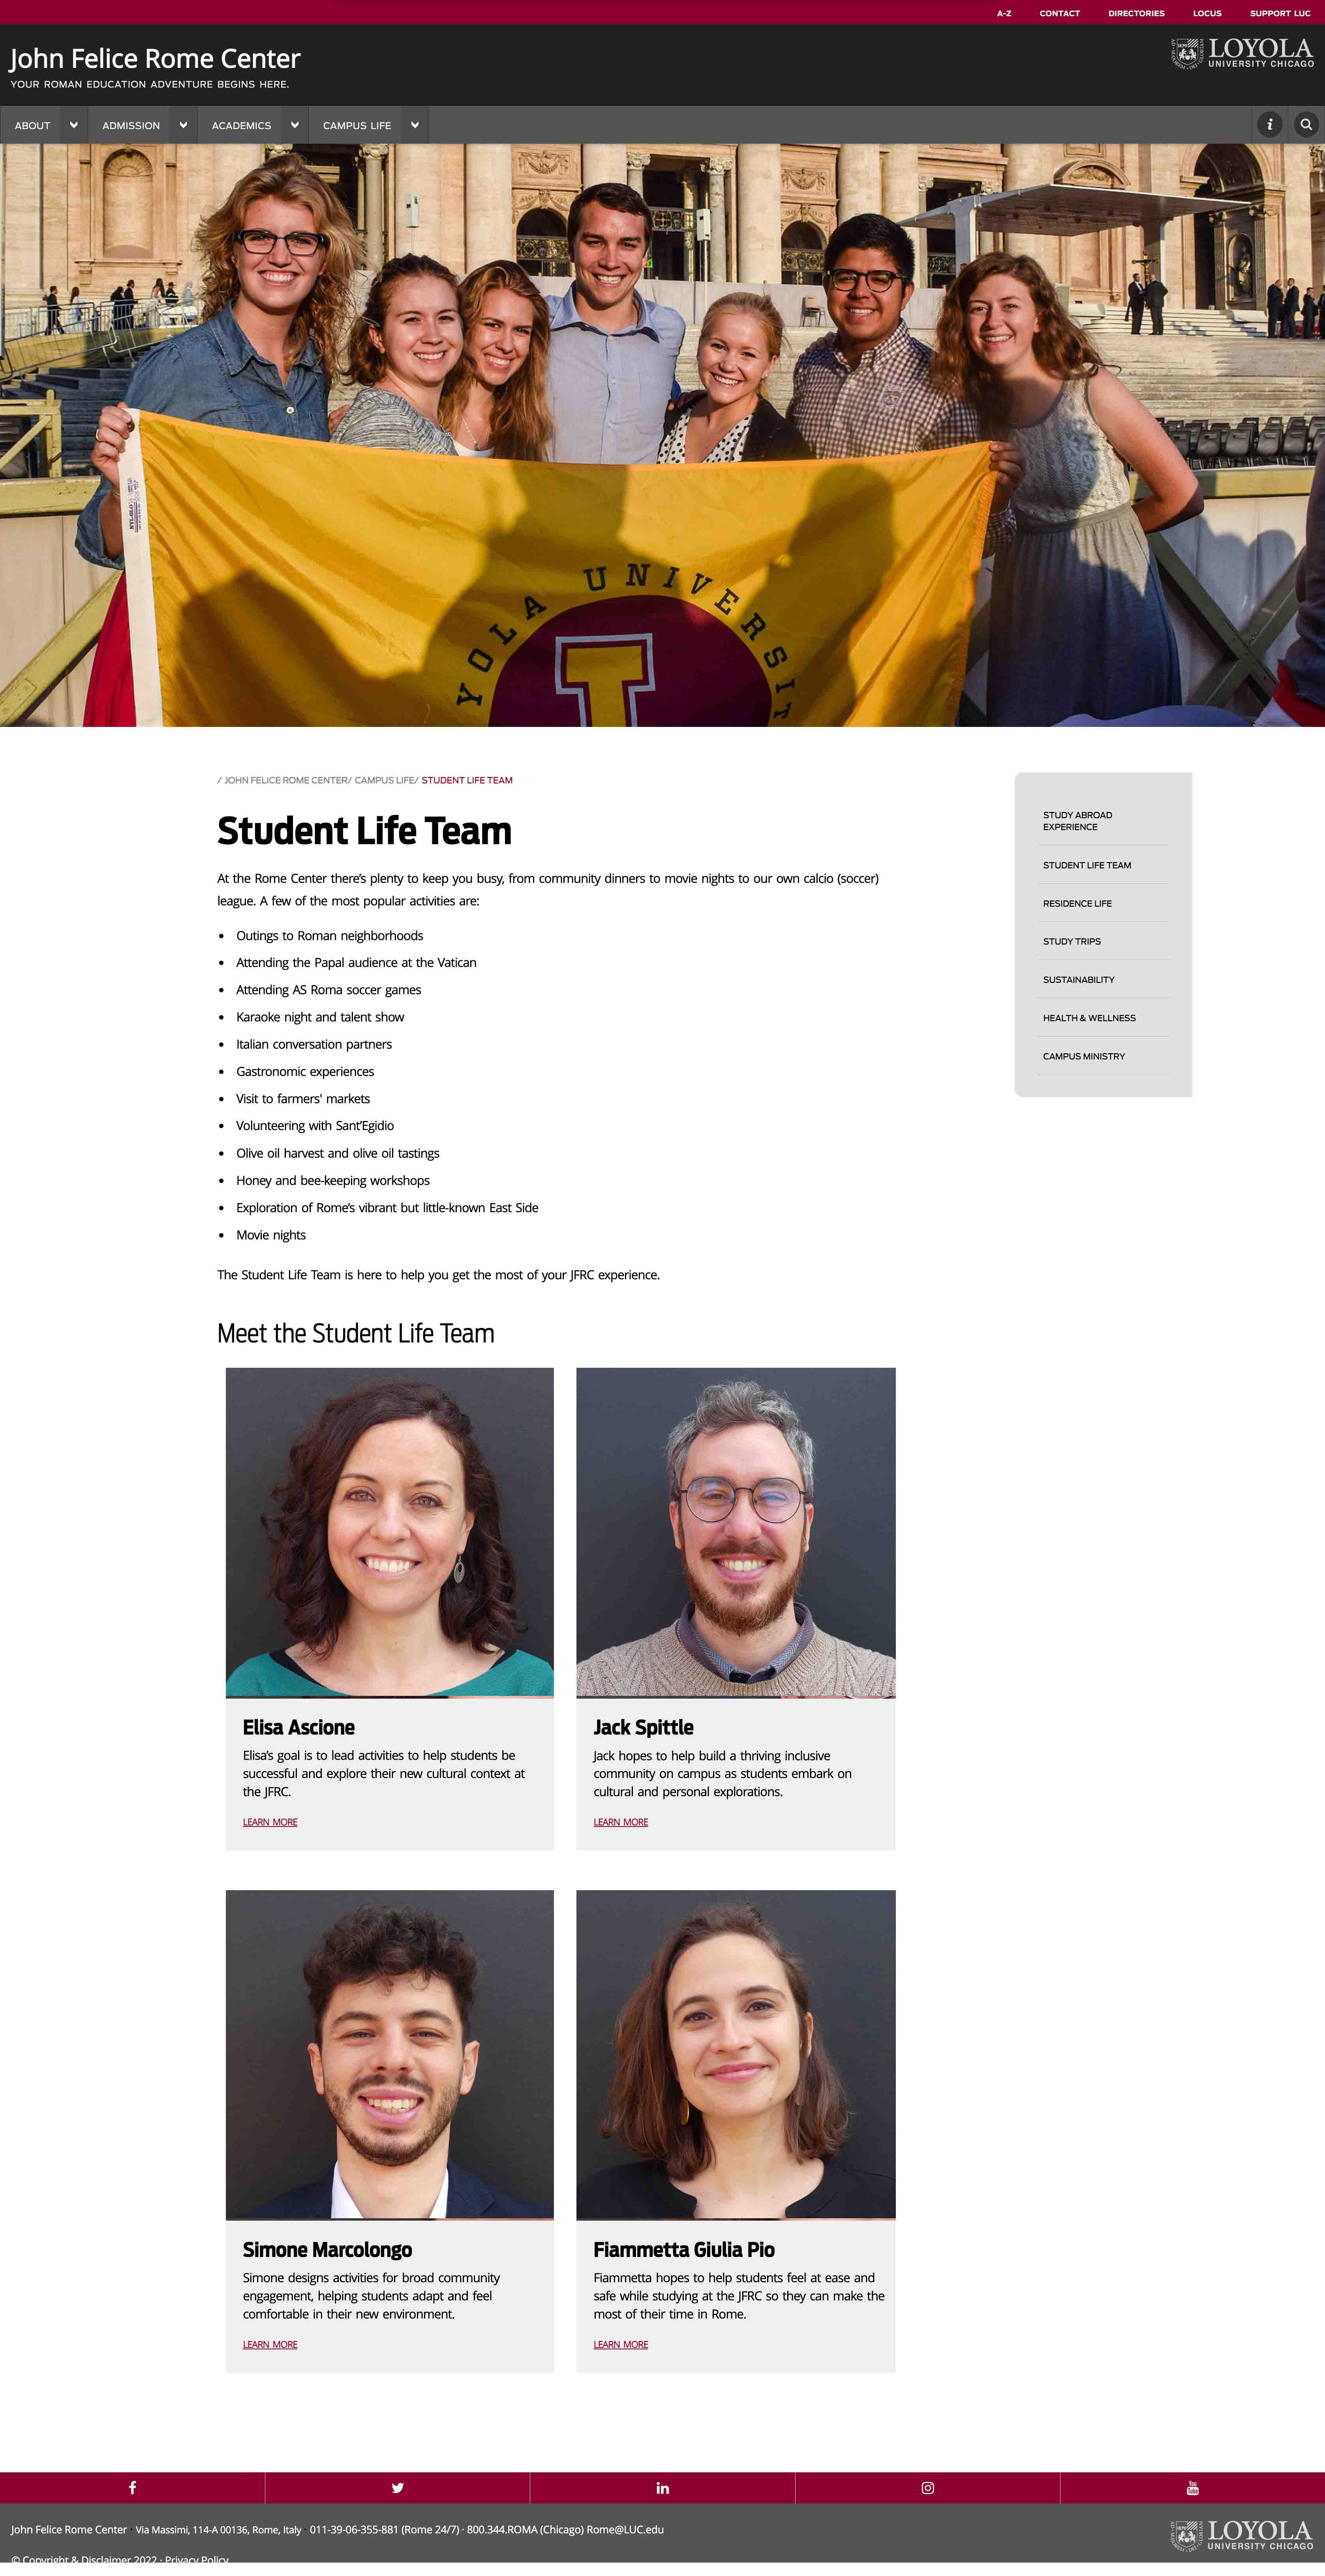 A-Z CONTACT DIRECTORIES LOCUS SUPPORT LUC
John Felice Rome Center
YOUR ROMAN EDUCATION ADVENTURE BEGINS HERE.
LOYOLA
UNIVERSITY CHICAGO
ABOUT ADMISSION ACADEMICS CAMPUS LIFE
YOLA UNIVERSIT
/ JOHN FELICE ROME CENTER/ CAMPUS LIFE/ STUDENT LIFE TEAM
Student Life Team
At the Rome Center there’s plenty to keep you busy, from community dinners to movie nights to our own calcio (soccer)
league. A few of the most popular activities are:
• Outings to Roman neighborhoods
• Attending the Papal audience at the Vatican
• Attending AS Roma soccer games
• Karaoke night and talent show
• Italian conversation partners
• Gastronomic experiences
• Visit to farmers' markets
• Volunteering with Sant’Egidio
• Olive oil harvest and olive oil tastings
• Honey and bee-keeping workshops
• Exploration of Rome’s vibrant but little-known East Side
• Movie nights
The Student Life Team is here to help you get the most of your JFRC experience.
STUDY ABROAD
EXPERIENCE
STUDENT LIFE TEAM
RESIDENCE LIFE
STUDY TRIPS
SUSTAINABILITY
HEALTH & WELLNESS
CAMPUS MINISTRY
Meet the Student Life Team
Elisa Ascione
Elisa’s goal is to lead activities to help students be
successful and explore their new cultural context at
the JFRC.
LEARN MORE
Jack Spittle
Jack hopes to help build a thriving inclusive
community on campus as students embark on
cultural and personal explorations.
LEARN MORE
Simone Marcolongo
Simone designs activities for broad community
engagement, helping students adapt and feel
comfortable in their new environment.
LEARN MORE
Fiammetta Giulia Pio
Fiammetta hopes to help students feel at ease and
safe while studying at the JFRC so they can make the
most of their time in Rome.
LEARN MORE
You Tube
John Felice Rome Center · Via Massimi, 114-A 00136, Rome, Italy · 011-39-06-355-881 (Rome 24/7) · 800.344.ROMA (Chicago) Rome@LUC.edu
© Copyright & Disclaimer 2022 · Privacy Policy
LOYOLA
UNIVERSITY CHICAGO